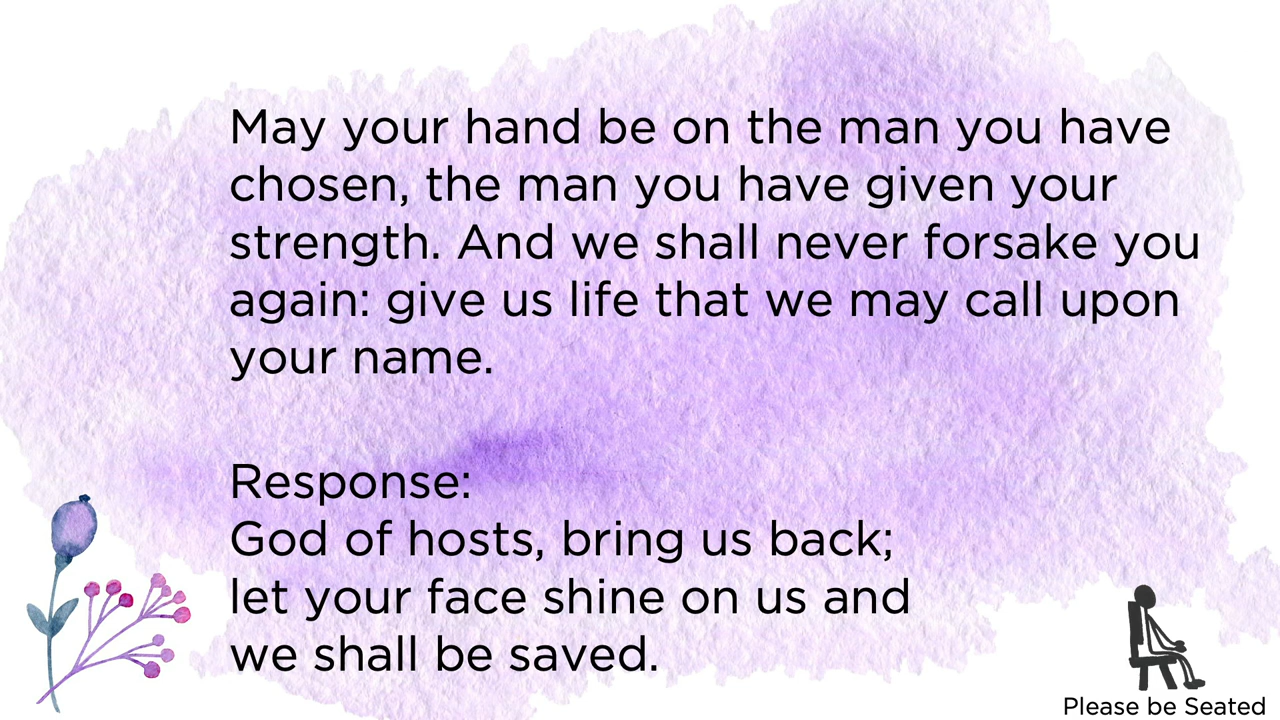 May your hand be on the man you have
chosen, the man you have given your
strength. And we shall never forsake you
again: give us life that we may call upon
your name.
Response:
God of hosts, bring us back;
let your face shine on us and
we shall be saved.
Please be Seated